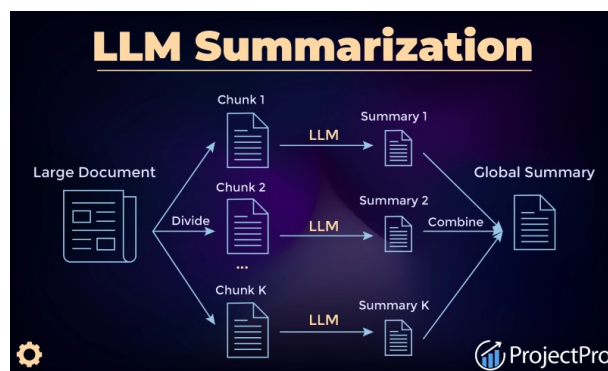 LLM Summarization
Chunk 1
LLM
Summary 1
Large Document
Global Summary
Chunk 2
Summary 2
Divide
LLM
Combine
...
Chunk K
Summary K
LLM
ProjectPro